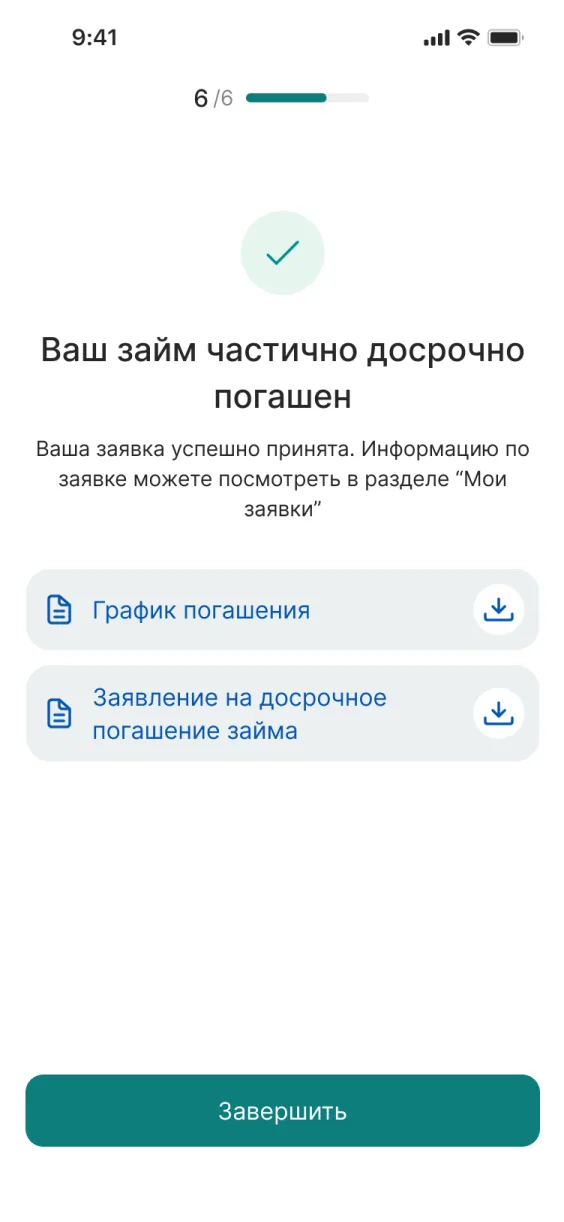 9:41
6 /6
Ваш займ частично досрочно
погашен
Ваша заявка успешно принята. Информацию по
заявке можете посмотреть в разделе “Мои
заявки”
График погашения
Заявление на досрочное
погашение займа
Завершить